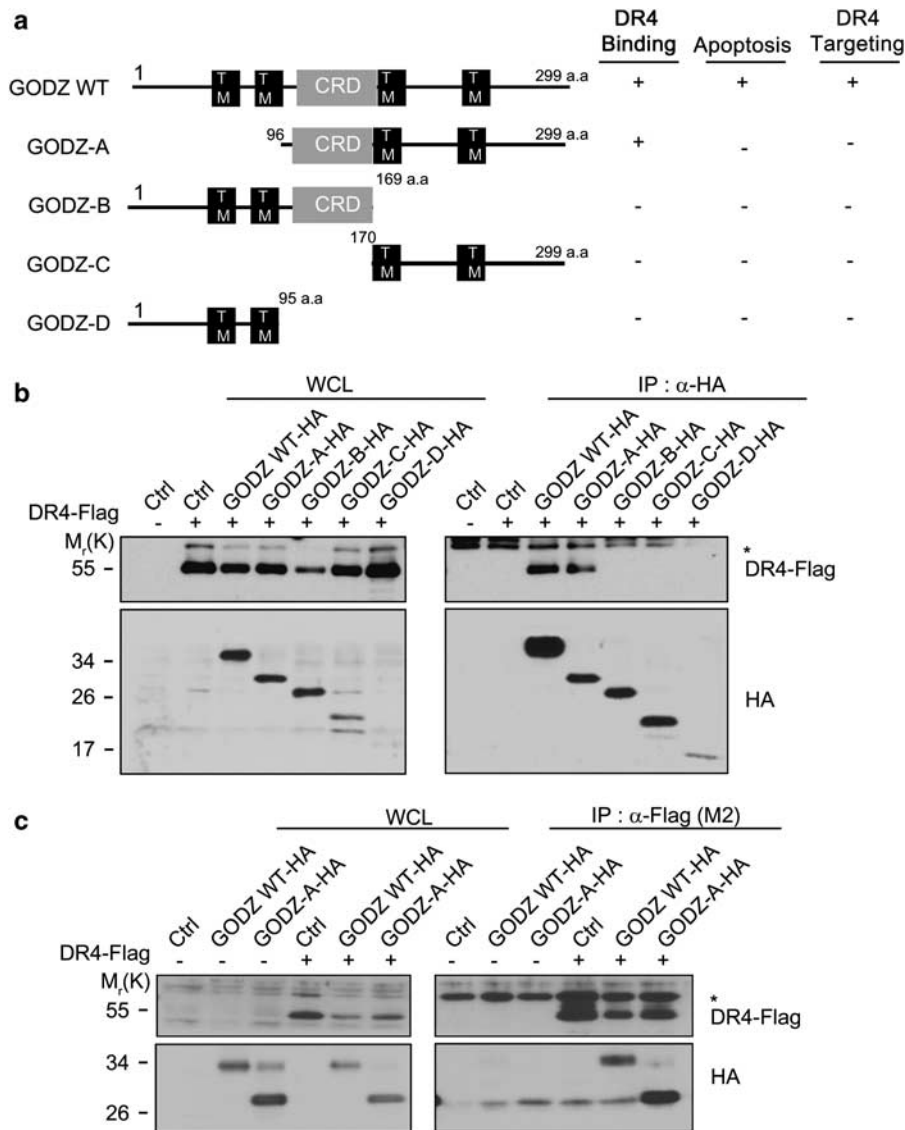 a
DR4 Binding Apoptosis DR4 Targeting
GODZ WT 1 T M T M CRD T M T M 299 a.a + + +
GODZ-A 96 CRD T M T M 299 a.a + - -
GODZ-B 1 T M T M CRD 169 a.a - - -
GODZ-C 170 T M T M 299 a.a - - -
GODZ-D 1 T M T M 95 a.a - - -
b
WCL IP : α-HA
Ctrl Ctrl GODZ WT-HA GODZ-A-HA GODZ-B-HA GODZ-C-HA GODZ-D-HA Ctrl Ctrl GODZ WT-HA GODZ-A-HA GODZ-B-HA GODZ-C-HA GODZ-D-HA
DR4-Flag - + + + + + + - + + + + + +
Mr(K)
*
55 – DR4-Flag
34 –
26 – HA
17 –
c
WCL IP : α-Flag (M2)
Ctrl GODZ WT-HA GODZ-A-HA Ctrl GODZ WT-HA GODZ-A-HA Ctrl GODZ WT-HA GODZ-A-HA Ctrl GODZ WT-HA GODZ-A-HA
DR4-Flag - - - + + + - - - + + +
Mr(K)
*
55 – DR4-Flag
34 –
HA
26 –